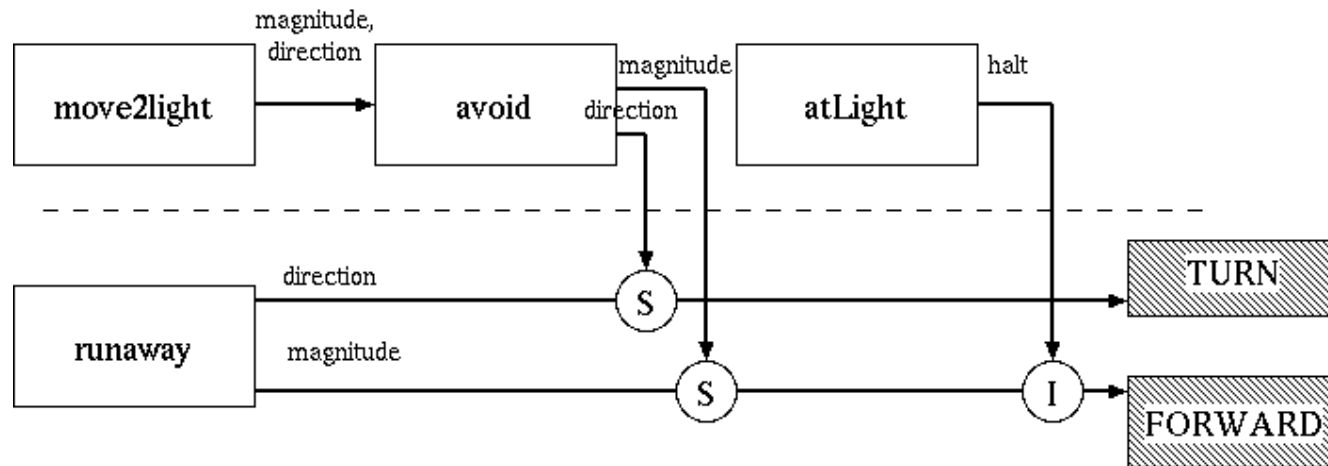 magnitude,
direction
move2light
avoid
magnitude
direction
atLight
halt
direction
S
TURN
runaway
magnitude
S
I
FORWARD